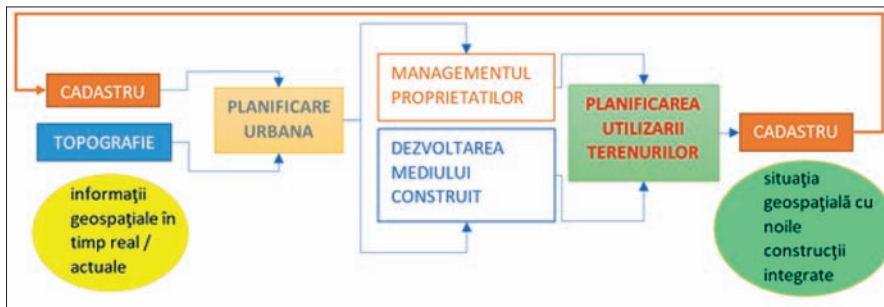 CADASTRU
TOPOGRAFIE
informații
geospațiale în
timp real /
actuale
PLANIFICARE
URBANA
MANAGEMENTUL
PROPRIETATILOR
DEZVOLTAREA
MEDIULUI
CONSTRUIT
PLANIFICAREA
UTILIZARII
TERENURILOR
CADASTRU
situația
geospațială cu
noile
construcții
integrate